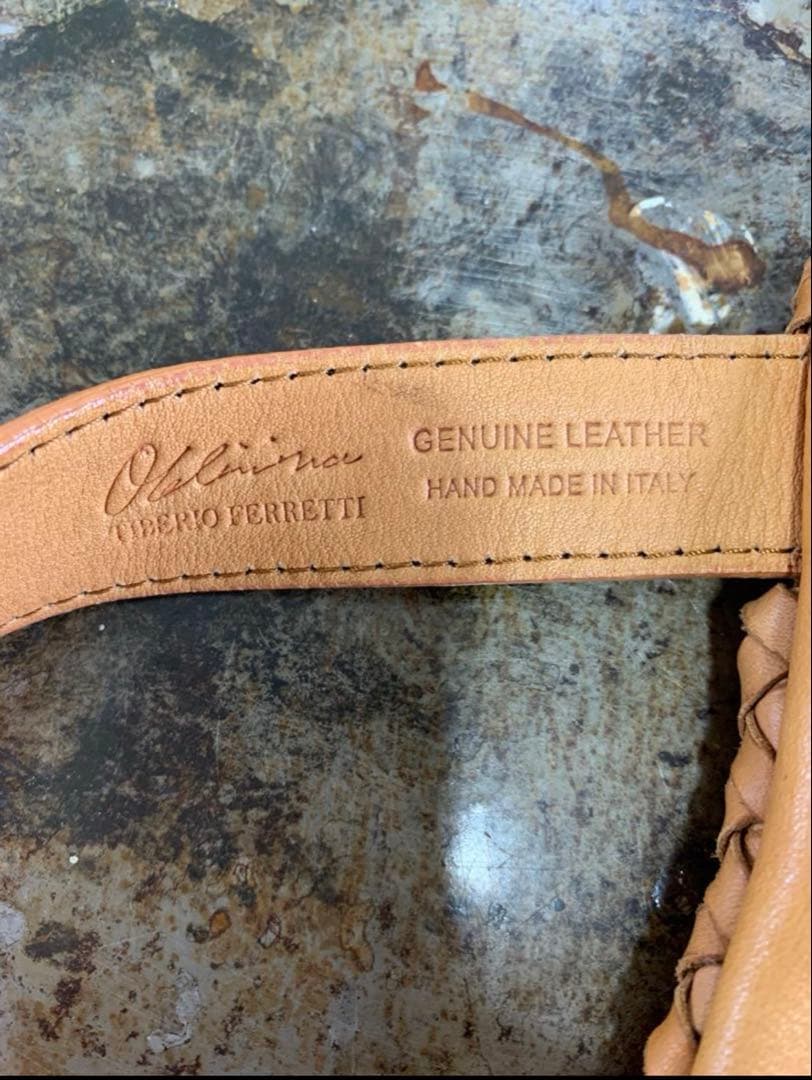 TIBERIO FERRETTI
GENUINE LEATHER
HAND MADE IN ITALY